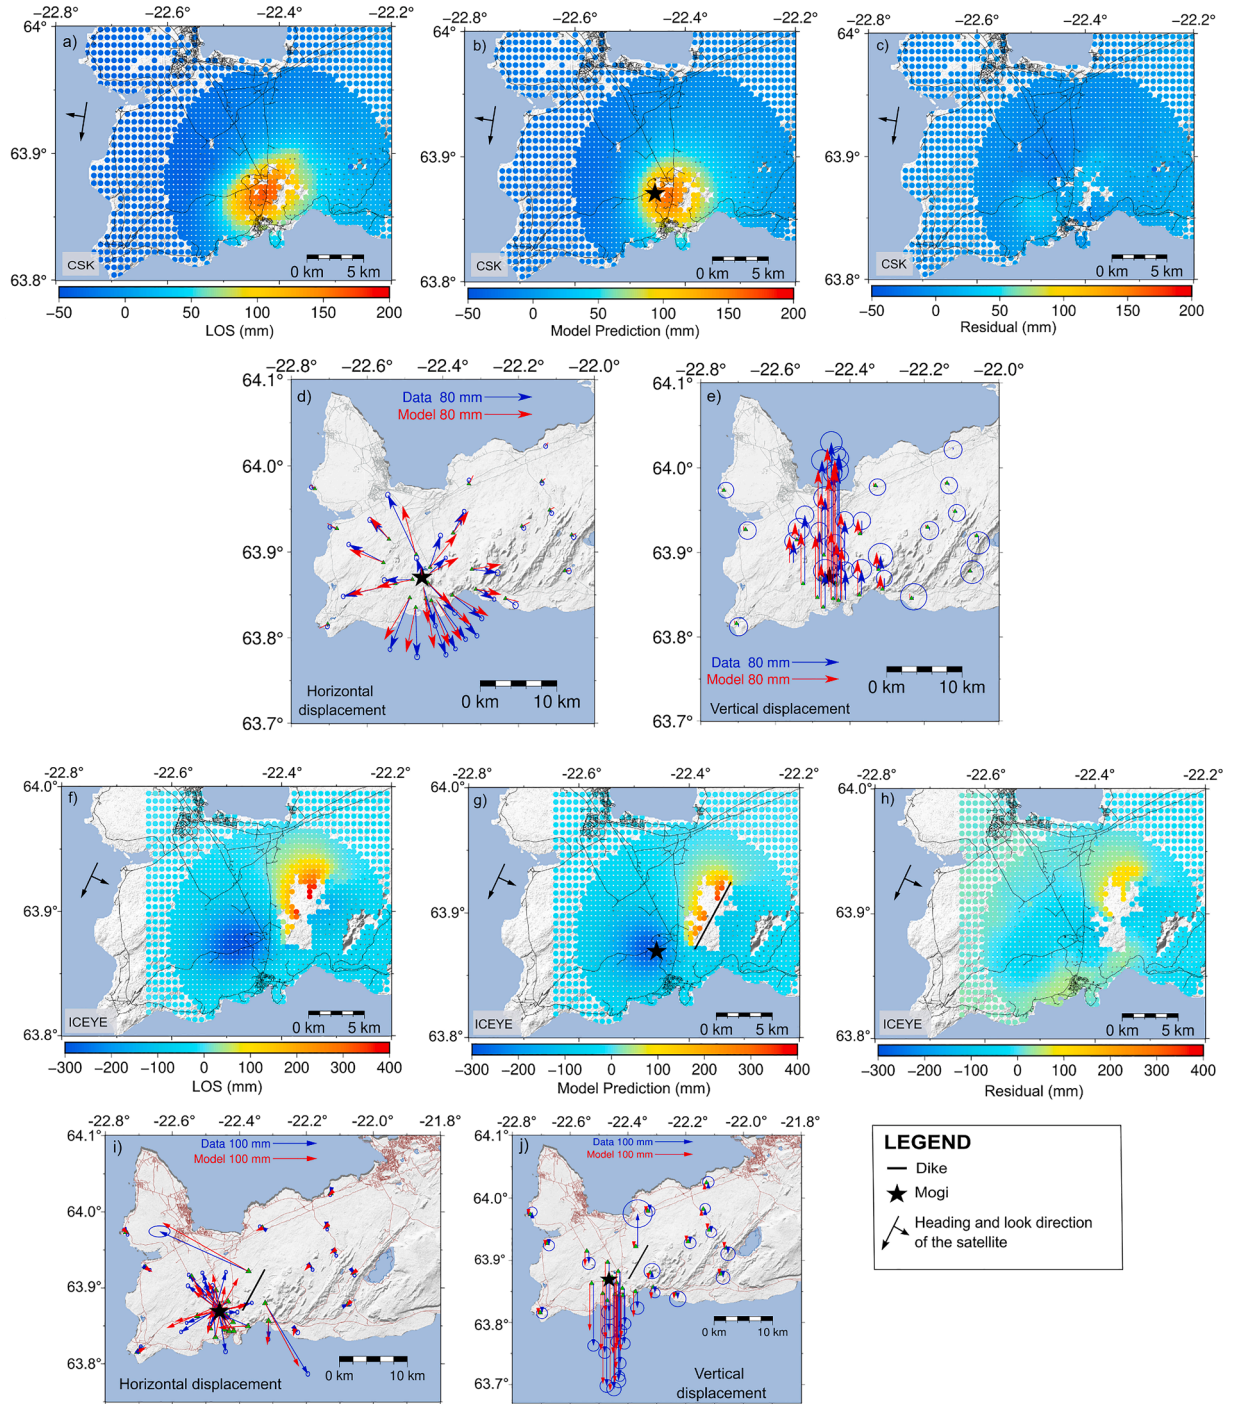 −22.8° −22.6° −22.4° −22.2°
64°
63.9°
63.8°
a)
CSK
0 km 5 km
−50 0 50 100 150 200
LOS (mm)
−22.8° −22.6° −22.4° −22.2°
64°
63.9°
63.8°
b)
CSK
0 km 5 km
−50 0 50 100 150 200
Model Prediction (mm)
−22.8° −22.6° −22.4° −22.2°
64°
63.9°
63.8°
c)
CSK
0 km 5 km
−50 0 50 100 150 200
Residual (mm)
−22.8° −22.6° −22.4° −22.2° −22.0°
64.1°
64.0°
63.9°
63.8°
63.7°
d)
Data 80 mm
Model 80 mm
0 km 10 km
Horizontal
displacement
−22.8° −22.6° −22.4° −22.2° −22.0°
64.1°
64.0°
63.9°
63.8°
63.7°
e)
Data 80 mm
Model 80 mm
0 km 10 km
Vertical displacement
−22.8° −22.6° −22.4° −22.2°
64.0°
63.9°
63.8°
f)
ICEYE
0 km 5 km
−300 −200 −100 0 100 200 300 400
LOS (mm)
−22.8° −22.6° −22.4° −22.2°
64.0°
63.9°
63.8°
g)
ICEYE
0 km 5 km
−300 −200 −100 0 100 200 300 400
Model Prediction (mm)
−22.8° −22.6° −22.4° −22.2°
64.0°
63.9°
63.8°
h)
ICEYE
0 km 5 km
−300 −200 −100 0 100 200 300 400
Residual (mm)
−22.8° −22.6° −22.4° −22.2° −22.0° −21.8°
64.1°
64.0°
63.9°
63.8°
i)
Data 100 mm
Model 100 mm
0 km 10 km
Horizontal displacement
−22.6° −22.4° −22.2° −22.0° −21.8°
64.1°
64.0°
63.9°
63.8°
63.7°
j)
Data 100 mm
Model 100 mm
0 km 10 km
Vertical
displacement
LEGEND
Dike
Mogi
Heading and look direction
of the satellite